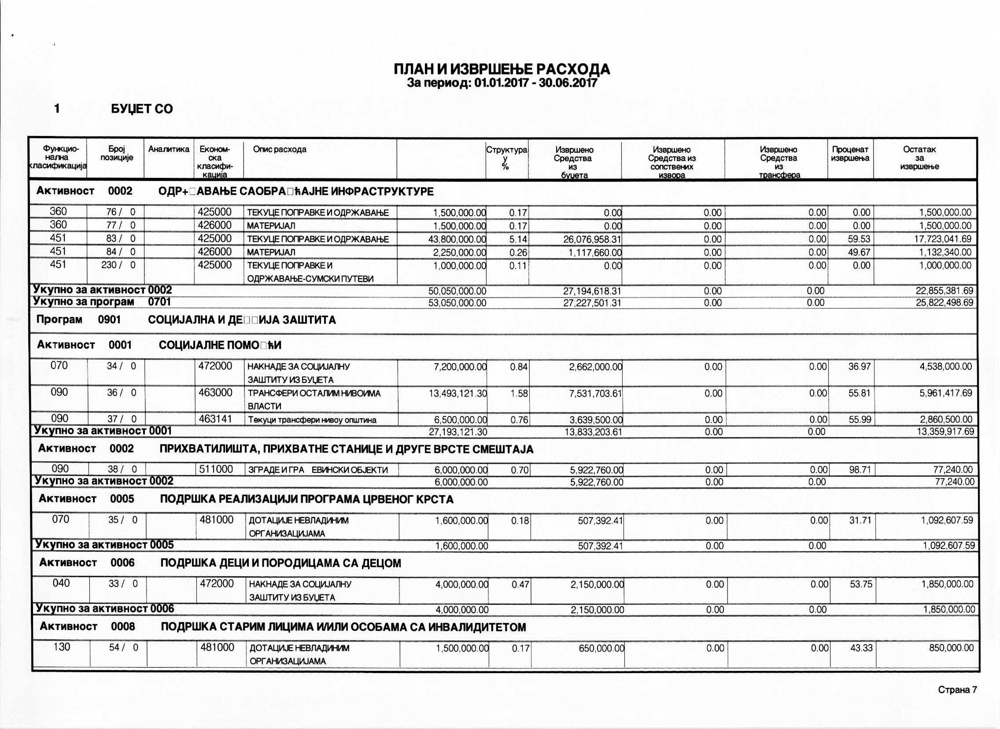 ПЛАН И ИЗВРШЕЊЕ РАСХОДА
За период: 01.01.2017 - 30.06.2017
1 БУЏЕТ СО
Функцио-нална класификација Број позиције Аналитика Економ-ска класифи-кација Опис расхода Структура у % Извршено Средства из буџета Извршено Средства из сопствених извора Извршено Средства из трансфера Проценат извршења Остатак за извршење
Активност 0002 ОДР+□АВАЊЕ САОБРА□ЋАЈНЕ ИНФРАСТРУКТУРЕ
360 76 / 0 425000 ТЕКУЦЕ ПОПРАВКЕ И ОДРЖАВАЊЕ 1,500,000.00 0.17 0.00 0.00 0.00 0.00 1,500,000.00
360 77 / 0 426000 МАТЕРИЈАЛ 1,500,000.00 0.17 0.00 0.00 0.00 0.00 1,500,000.00
451 83 / 0 425000 ТЕКУЦЕ ПОПРАВКЕ И ОДРЖАВАЊЕ 43,800,000.00 5.14 26,076,958.31 0.00 0.00 59.53 17,723,041.69
451 84 / 0 426000 МАТЕРИЈАЛ 2,250,000.00 0.26 1,117,660.00 0.00 0.00 49.67 1,132,340.00
451 230 / 0 425000 ТЕКУЦЕ ПОПРАВКЕ И 1,000,000.00 0.11 0.00 0.00 0.00 0.00 1,000,000.00
ОДРЖАВАЊЕ-СУМСКИ ПУТЕВИ
Укупно за активност 0002 50,050,000.00 27,194,618.31 0.00 0.00 22,855,381.69
Укупно за програм 0701 53,050,000.00 27,227,501.31 0.00 0.00 25,822,498.69
Програм 0901 СОЦИЈАЛНА И ДЕ□□ИЈА ЗАШТИТА
Активност 0001 СОЦИЈАЛНЕ ПОМО□ЋИ
070 34 / 0 472000 НАКНАДЕ ЗА СОЦИЈАЛНУ 7,200,000.00 0.84 2,662,000.00 0.00 0.00 36.97 4,538,000.00
ЗАШТИТУ ИЗ БУЏЕТА
090 36 / 0 463000 ТРАНСФЕРИ ОСТАЛИМ НИВОИМА 13,493,121.30 1.58 7,531,703.61 0.00 0.00 55.81 5,961,417.69
ВЛАСТИ
090 37 / 0 463141 Текуци трансфери нивоу општина 6,500,000.00 0.76 3,639,500.00 0.00 0.00 55.99 2,860,500.00
Укупно за активност 0001 27,193,121.30 13,833,203.61 0.00 0.00 13,359,917.69
Активност 0002 ПРИХВАТИЛИШТА, ПРИХВАТНЕ СТАНИЦЕ И ДРУГЕ ВРСТЕ СМЕШТАЈА
090 38 / 0 511000 ЗГРАДЕ И ГРА ЕВИНСКИ ОБЈЕКТИ 6,000,000.00 0.70 5,922,760.00 0.00 0.00 98.71 77,240.00
Укупно за активност 0002 6,000,000.00 5,922,760.00 0.00 0.00 77,240.00
Активност 0005 ПОДРШКА РЕАЛИЗАЦИЈИ ПРОГРАМА ЦРВЕНОГ КРСТА
070 35 / 0 481000 ДОТАЦИЈЕ НЕВЛАДИНИМ 1,600,000.00 0.18 507,392.41 0.00 0.00 31.71 1,092,607.59
ОРГАНИЗАЦИЈАМА
Укупно за активност 0005 1,600,000.00 507,392.41 0.00 0.00 1,092,607.59
Активност 0006 ПОДРШКА ДЕЦИ И ПОРОДИЦАМА СА ДЕЦОМ
040 33 / 0 472000 НАКНАДЕ ЗА СОЦИЈАЛНУ 4,000,000.00 0.47 2,150,000.00 0.00 0.00 53.75 1,850,000.00
ЗАШТИТУ ИЗ БУЏЕТА
Укупно за активност 0006 4,000,000.00 2,150,000.00 0.00 0.00 1,850,000.00
Активност 0008 ПОДРШКА СТАРИМ ЛИЦИМА И/ИЛИ ОСОБАМА СА ИНВАЛИДИТЕТОМ
130 54 / 0 481000 ДОТАЦИЈЕ НЕВЛАДИНИМ 1,500,000.00 0.17 650,000.00 0.00 0.00 43.33 850,000.00
ОРГАНИЗАЦИЈАМА
Страна 7